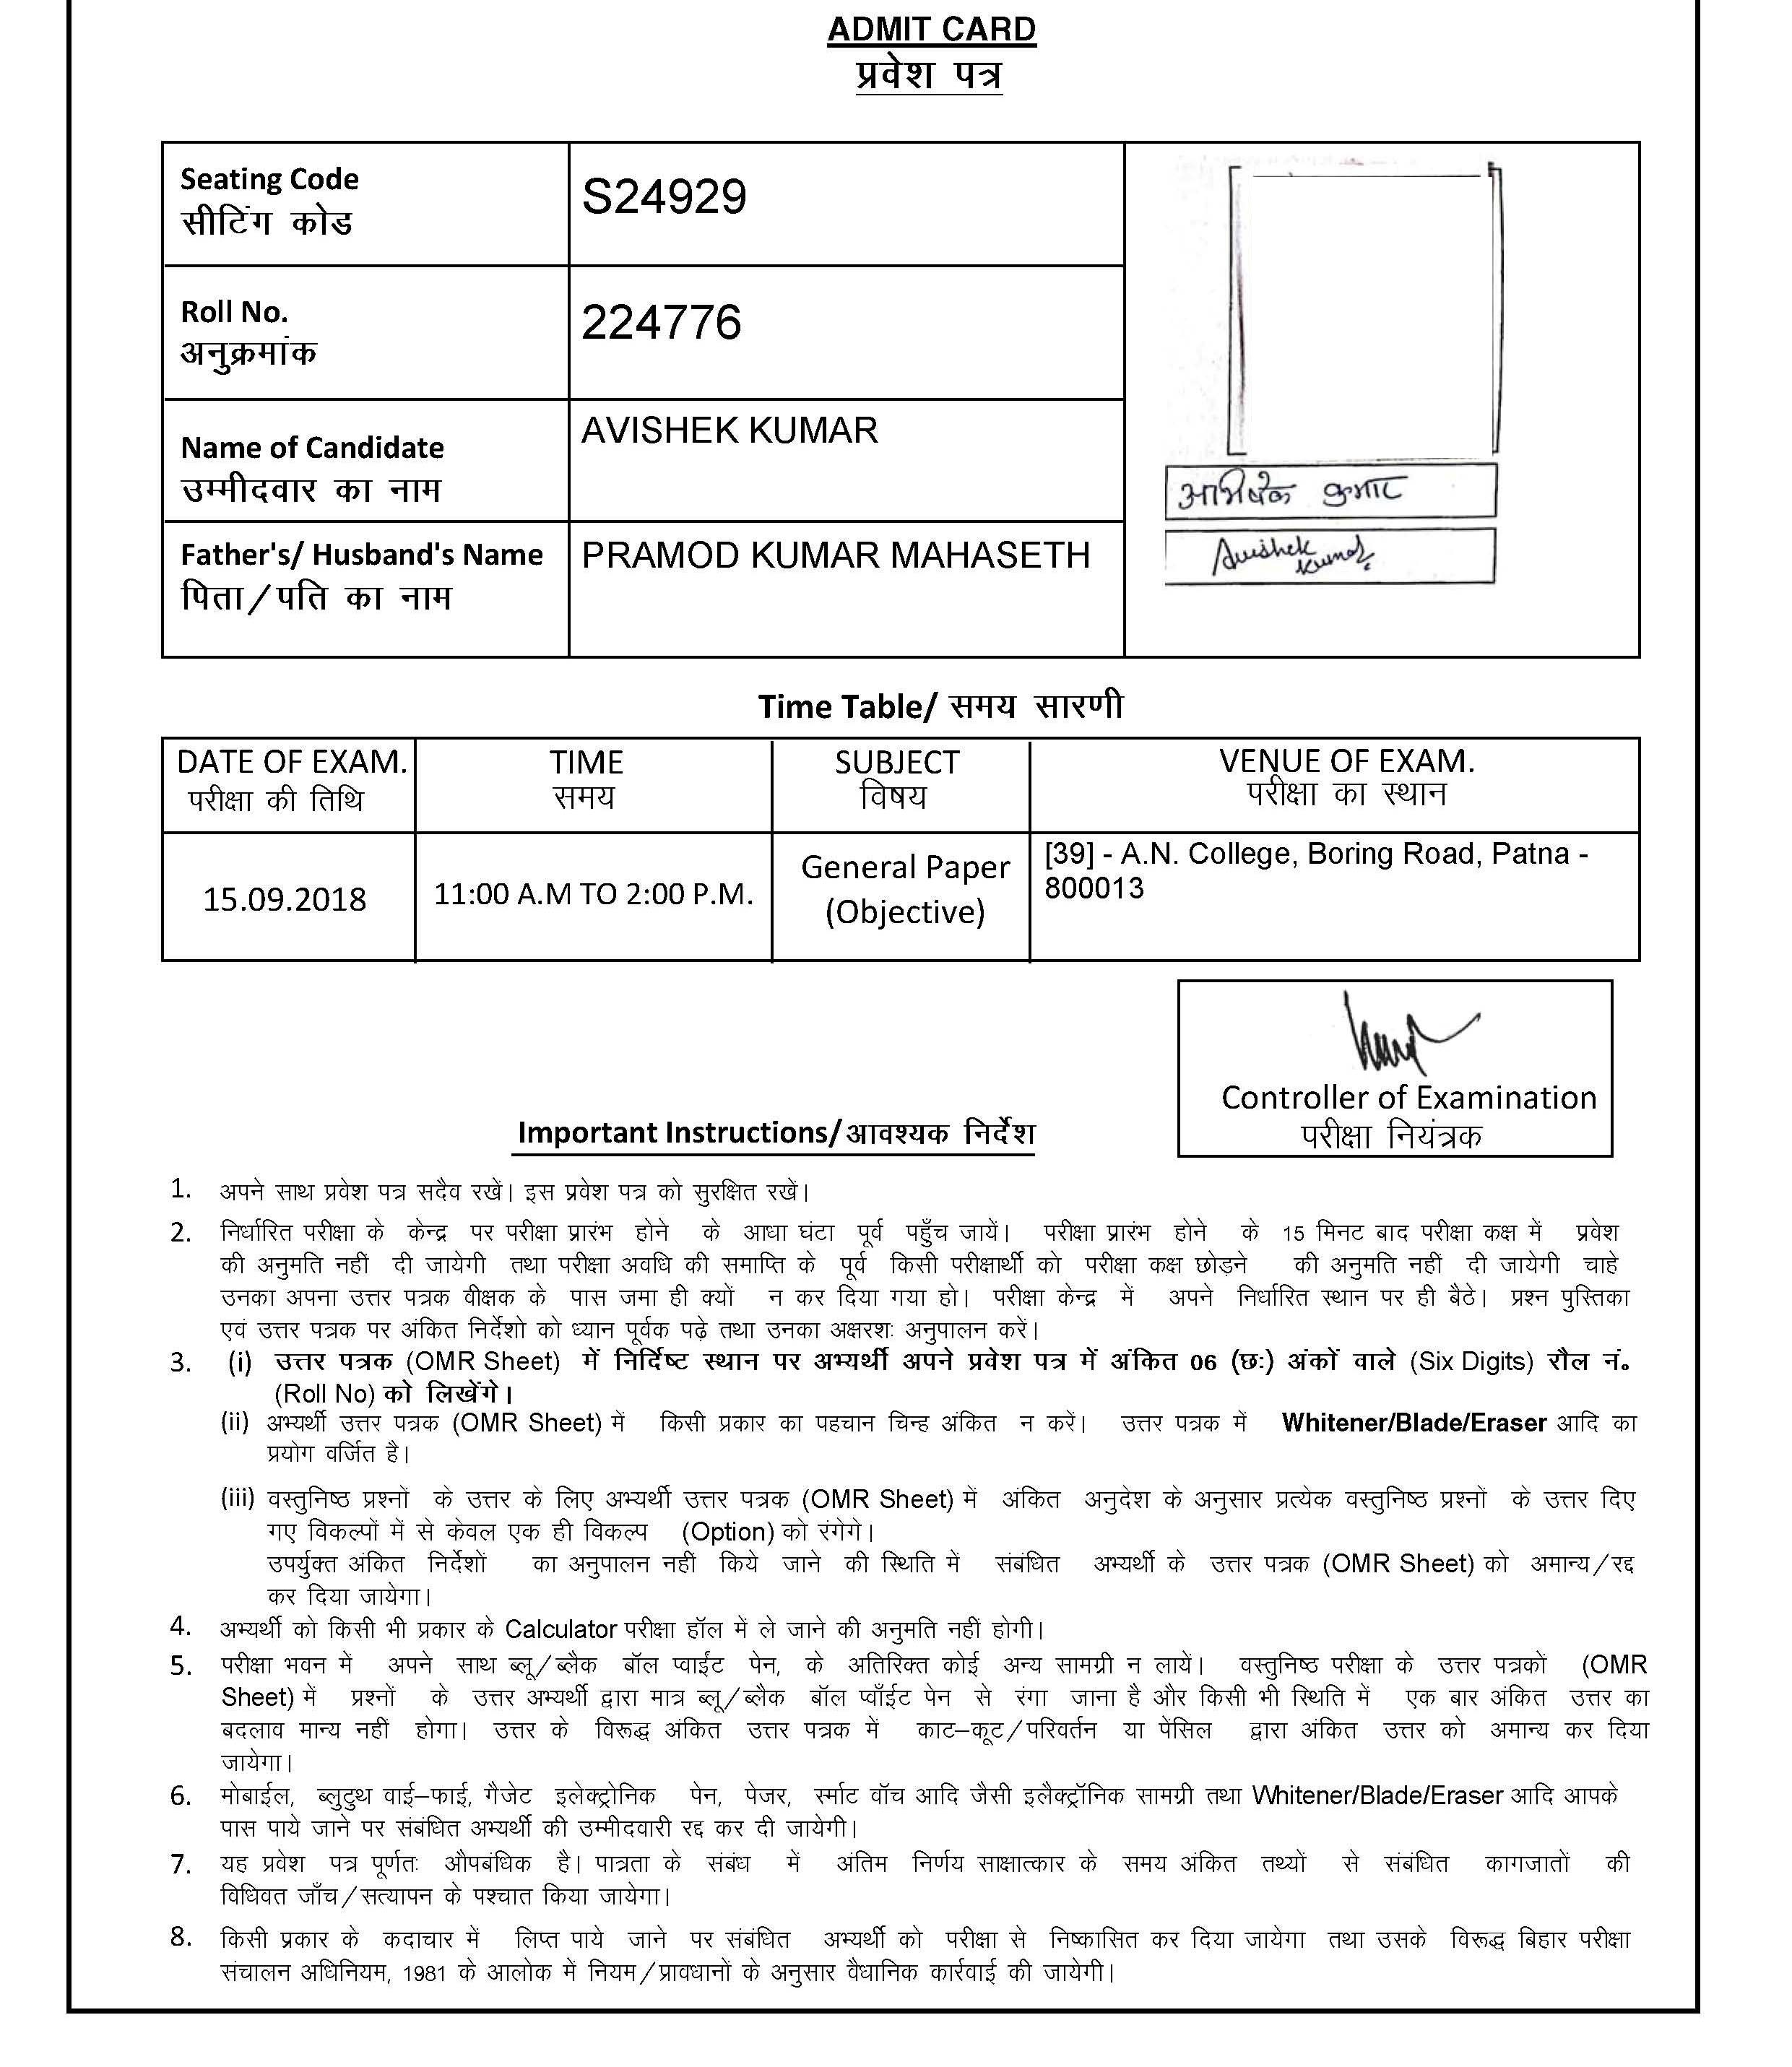 ADMIT CARD
प्रवेश पत्र
Seating Code
सीटिंग कोड
S24929
Roll No.
अनुक्रमांक
224776
Name of Candidate
उम्मीदवार का नाम
AVISHEK KUMAR
Father's/ Husband's Name
पिता/पति का नाम
PRAMOD KUMAR MAHASETH
अभिषेक कुमार
Avishek
Kumar
Time Table/ समय सारणी
DATE OF EXAM. TIME SUBJECT VENUE OF EXAM.
परीक्षा की तिथि समय विषय परीक्षा का स्थान
15.09.2018
11:00 A.M TO 2:00 P.M.
General Paper
(Objective)
[39] - A.N. College, Boring Road, Patna -
800013
Controller of Examination
परीक्षा नियंत्रक
Important Instructions/आवश्यक निर्देश
1. अपने साथ प्रवेश पत्र सदैव रखें। इस प्रवेश पत्र को सुरक्षित रखें।
2. निर्धारित परीक्षा के केन्द्र पर परीक्षा प्रारंभ होने के आधा घंटा पूर्व पहुँच जायें। परीक्षा प्रारंभ होने के 15 मिनट बाद परीक्षा कक्ष में प्रवेश
की अनुमति नहीं दी जायेगी तथा परीक्षा अवधि की समाप्ति के पूर्व किसी परीक्षार्थी को परीक्षा कक्ष छोड़ने की अनुमति नहीं दी जायेगी चाहे
उनका अपना उत्तर पत्रक वीक्षक के पास जमा ही क्यों न कर दिया गया हो। परीक्षा केन्द्र में अपने निर्धारित स्थान पर ही बैठे। प्रश्न पुस्तिका
एवं उत्तर पत्रक पर अंकित निर्देशो को ध्यान पूर्वक पढ़े तथा उनका अक्षरशः अनुपालन करें।
3. (i) उत्तर पत्रक (OMR Sheet) में निर्दिष्ट स्थान पर अभ्यर्थी अपने प्रवेश पत्र में अंकित 06 (छः) अंकों वाले (Six Digits) रौल नं०
(Roll No) को लिखेंगे।
(ii) अभ्यर्थी उत्तर पत्रक (OMR Sheet) में किसी प्रकार का पहचान चिन्ह अंकित न करें। उत्तर पत्रक में Whitener/Blade/Eraser आदि का
प्रयोग वर्जित है।
(iii) वस्तुनिष्ठ प्रश्नों के उत्तर के लिए अभ्यर्थी उत्तर पत्रक (OMR Sheet) में अंकित अनुदेश के अनुसार प्रत्येक वस्तुनिष्ठ प्रश्नों के उत्तर दिए
गए विकल्पों में से केवल एक ही विकल्प (Option) को रंगेगे।
उपर्युक्त अंकित निर्देशों का अनुपालन नहीं किये जाने की स्थिति में संबंधित अभ्यर्थी के उत्तर पत्रक (OMR Sheet) को अमान्य/रद्द
कर दिया जायेगा।
4. अभ्यर्थी को किसी भी प्रकार के Calculator परीक्षा हॉल में ले जाने की अनुमति नहीं होगी।
5. परीक्षा भवन में अपने साथ ब्लू/ब्लैक बॉल प्वाईंट पेन, के अतिरिक्त कोई अन्य सामग्री न लायें। वस्तुनिष्ठ परीक्षा के उत्तर पत्रकों (OMR
Sheet) में प्रश्नों के उत्तर अभ्यर्थी द्वारा मात्र ब्लू/ब्लैक बॉल प्वाँईट पेन से रंगा जाना है और किसी भी स्थिति में एक बार अंकित उत्तर का
बदलाव मान्य नहीं होगा। उत्तर के विरूद्ध अंकित उत्तर पत्रक में काट–कूट/परिवर्तन या पेंसिल द्वारा अंकित उत्तर को अमान्य कर दिया
जायेगा।
6. मोबाईल, ब्लुटुथ वाई–फाई, गैजेट इलेक्ट्रोनिक पेन, पेजर, र्स्माट वॉच आदि जैसी इलैक्ट्रॉनिक सामग्री तथा Whitener/Blade/Eraser आदि आपके
पास पाये जाने पर संबंधित अभ्यर्थी की उम्मीदवारी रद्द कर दी जायेगी।
7. यह प्रवेश पत्र पूर्णतः औपबंधिक है। पात्रता के संबंध में अंतिम निर्णय साक्षात्कार के समय अंकित तथ्यों से संबंधित कागजातों की
विधिवत जाँच/सत्यापन के पश्चात किया जायेगा।
8. किसी प्रकार के कदाचार में लिप्त पाये जाने पर संबंधित अभ्यर्थी को परीक्षा से निष्कासित कर दिया जायेगा तथा उसके विरूद्ध बिहार परीक्षा
संचालन अधिनियम, 1981 के आलोक में नियम/प्रावधानों के अनुसार वैधानिक कार्रवाई की जायेगी।